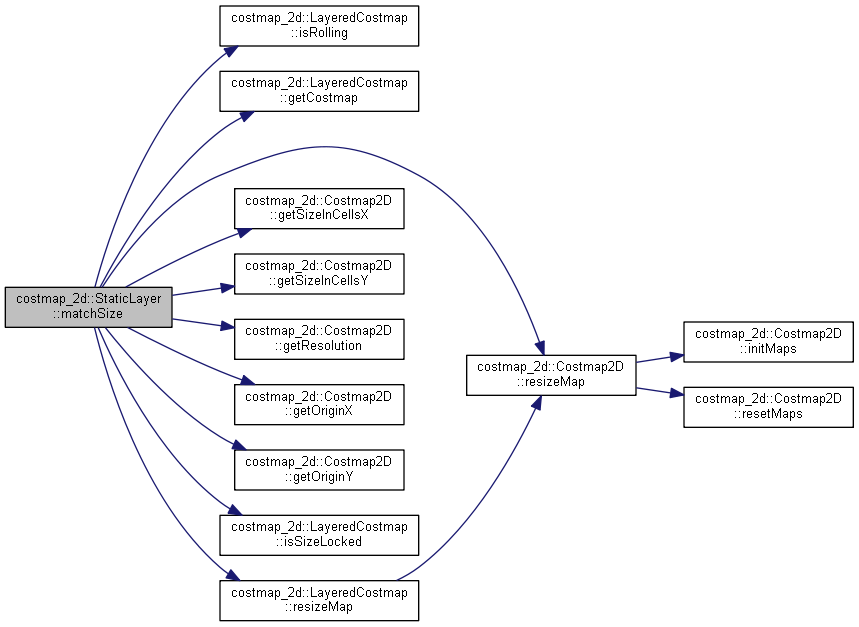 costmap_2d::LayeredCostmap
::isRolling
costmap_2d::LayeredCostmap
::getCostmap
costmap_2d::Costmap2D
::getSizeInCellsX
costmap_2d::Costmap2D
::getSizeInCellsY
costmap_2d::StaticLayer
::matchSize
costmap_2d::Costmap2D
::getResolution
costmap_2d::Costmap2D
::initMaps
costmap_2d::Costmap2D
::resizeMap
costmap_2d::Costmap2D
::getOriginX
costmap_2d::Costmap2D
::resetMaps
costmap_2d::Costmap2D
::getOriginY
costmap_2d::LayeredCostmap
::isSizeLocked
costmap_2d::LayeredCostmap
::resizeMap